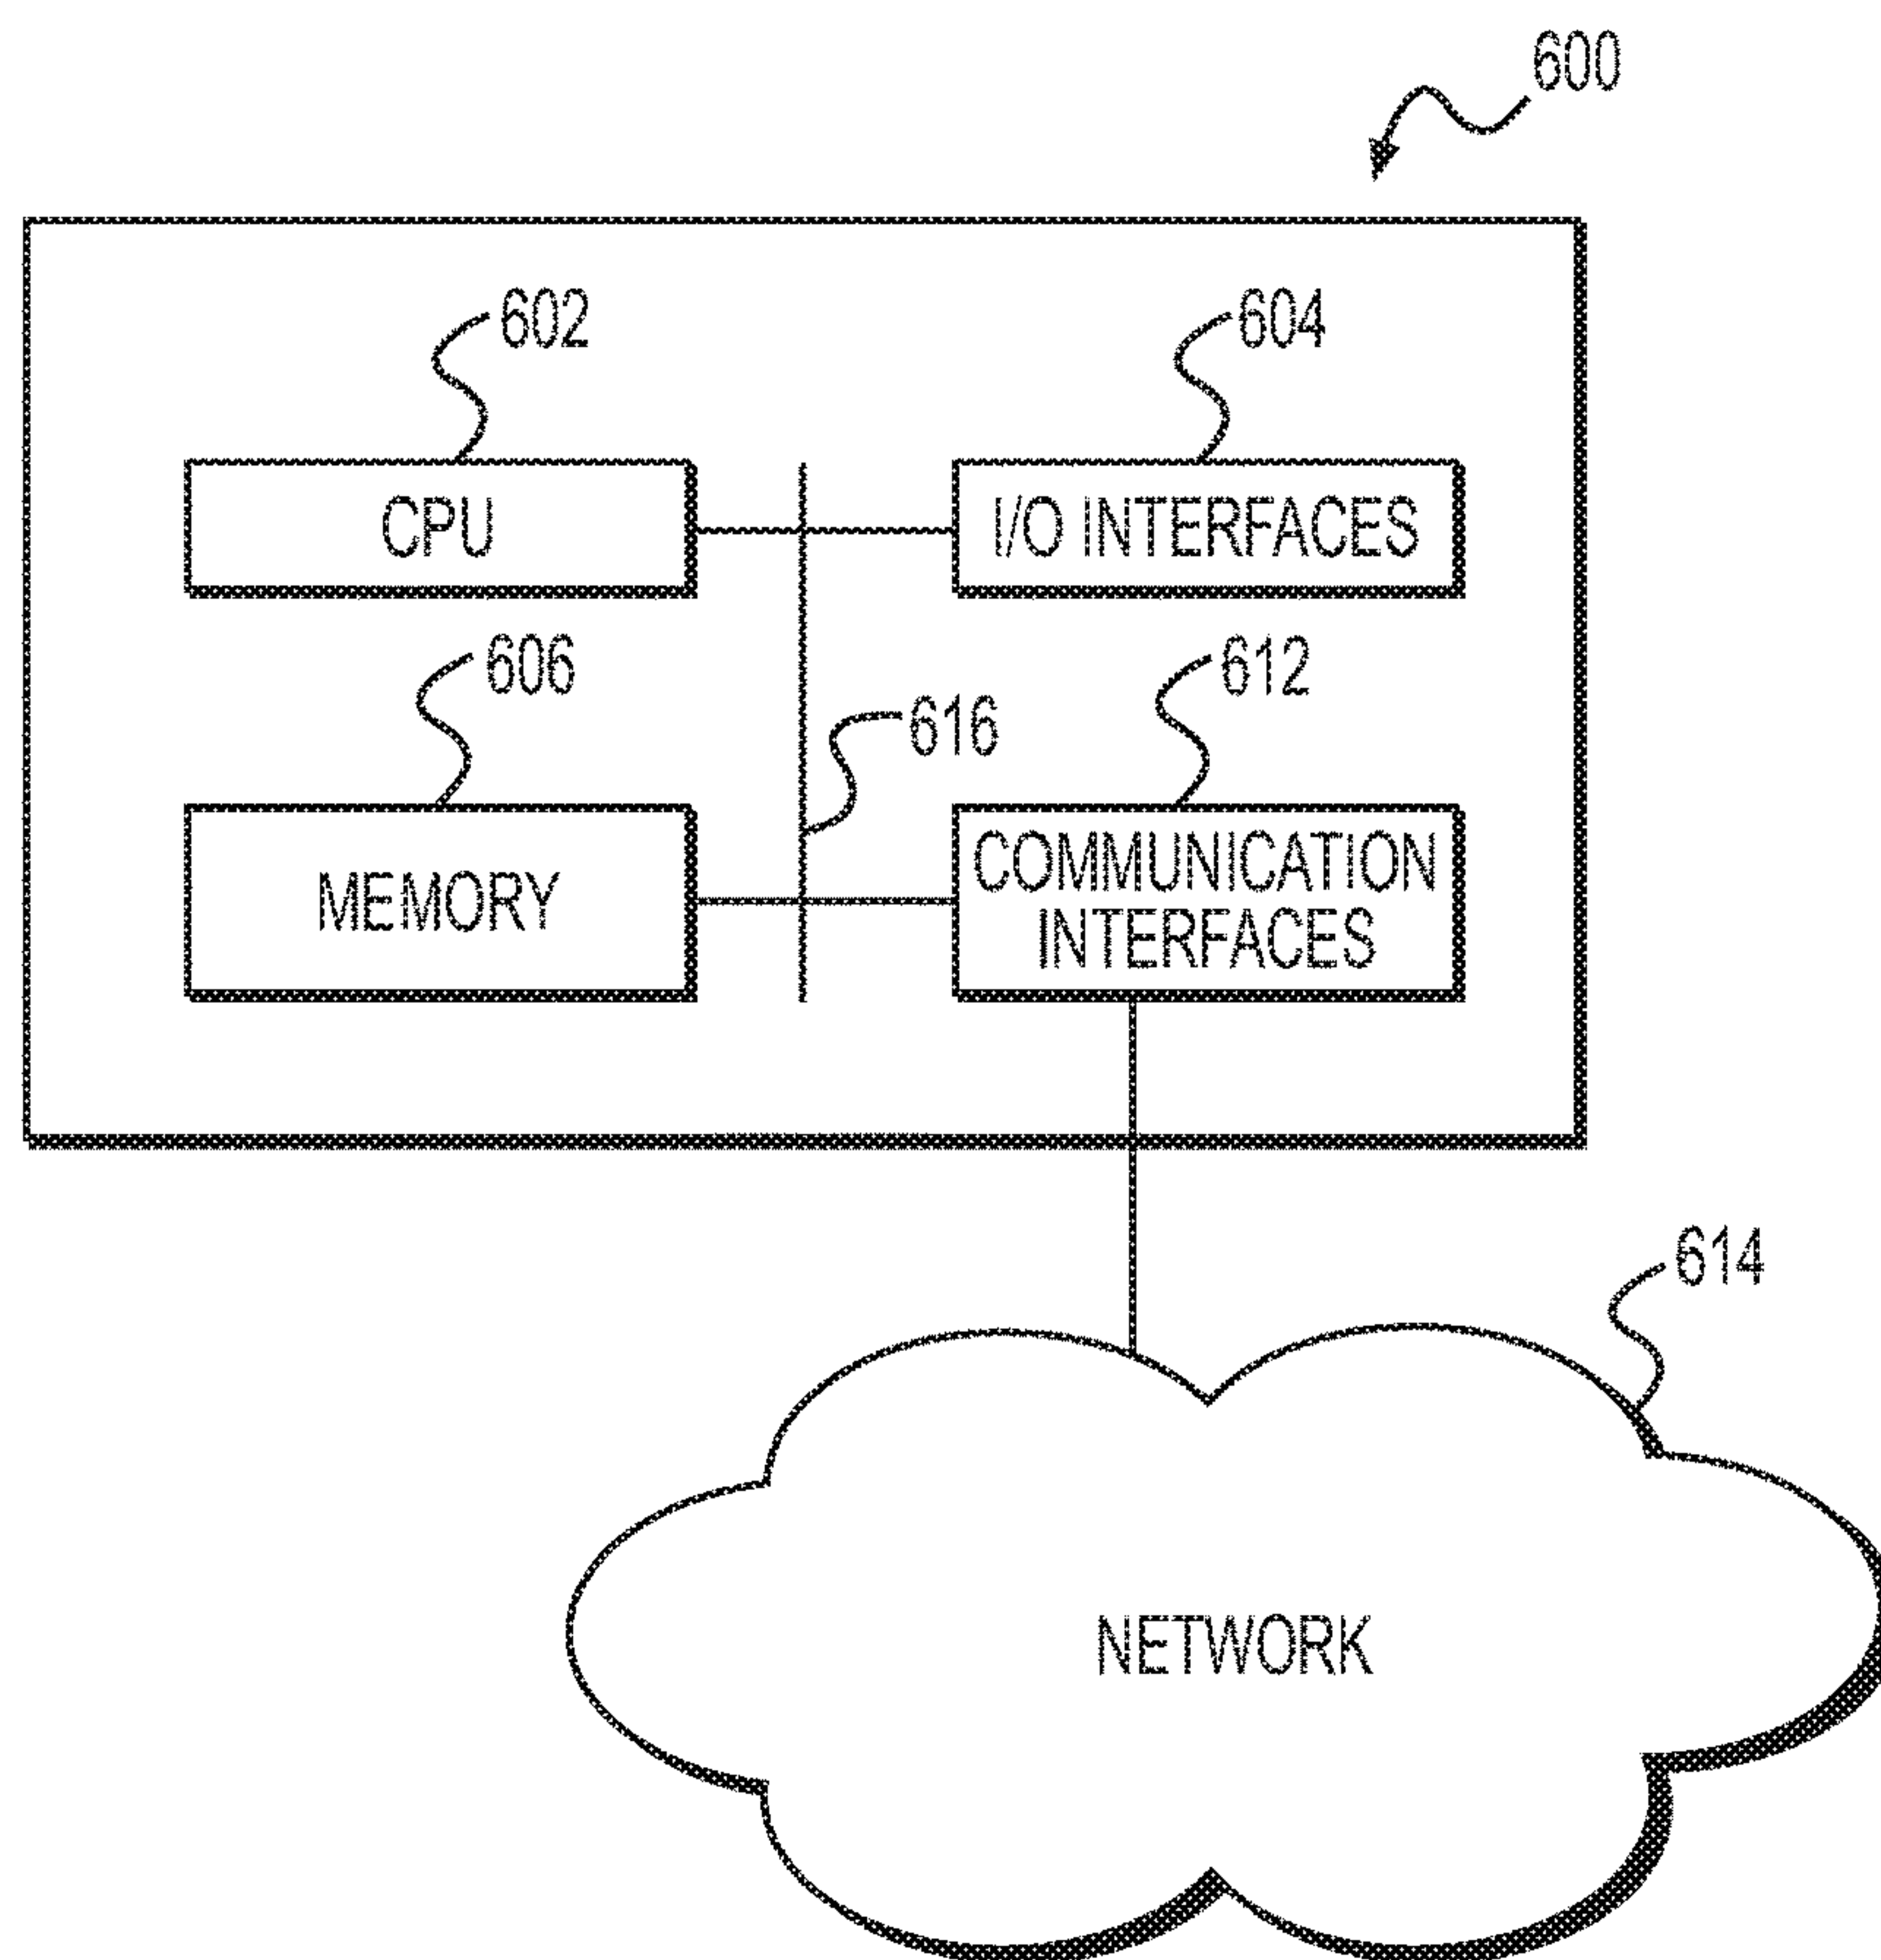 600
602
604
CPU
I/O INTERFACES
606
612
616
MEMORY
COMMUNICATION
INTERFACES
614
NETWORK